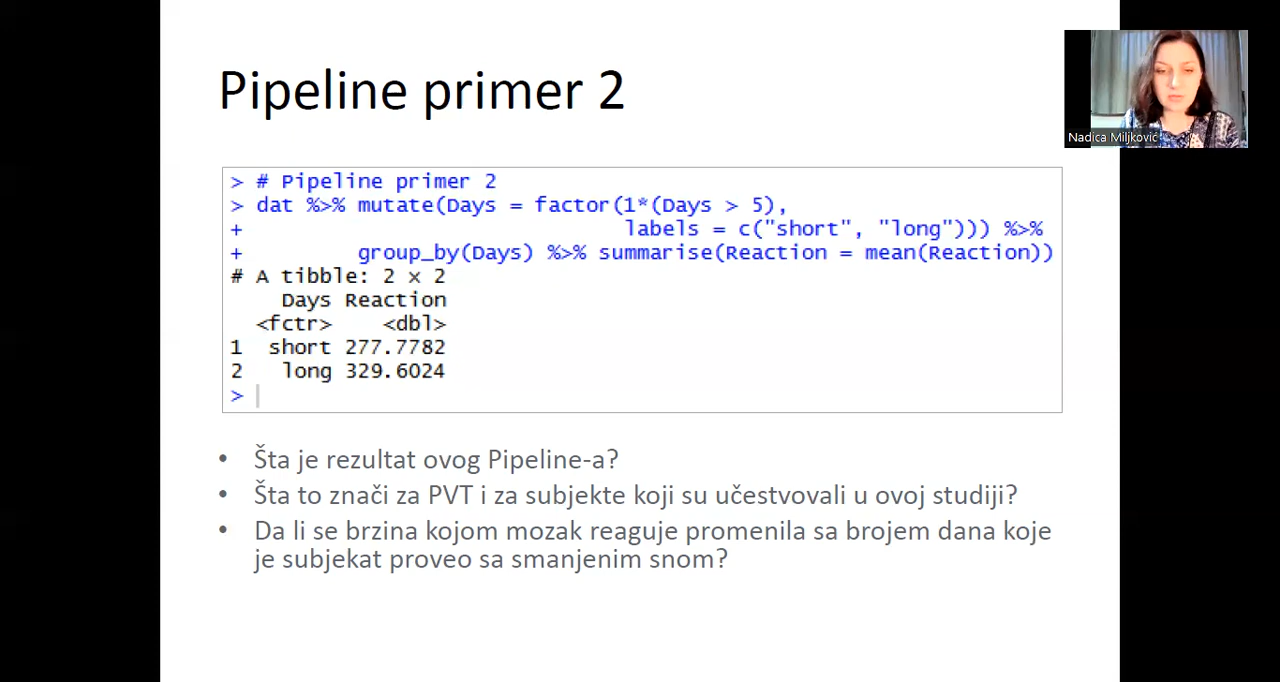 Pipeline primer 2
Nadica Miljković
> # Pipeline primer 2
> dat %>% mutate(Days = factor(1*(Days > 5),
+ labels = c("short", "long"))) %>%
+ group_by(Days) %>% summarise(Reaction = mean(Reaction))
# A tibble: 2 x 2
Days Reaction
<fctr> <dbl>
1 short 277.7782
2 long 329.6024
>
• Šta je rezultat ovog Pipeline-a?
• Šta to znači za PVT i za subjekte koji su učestvovali u ovoj studiji?
• Da li se brzina kojom mozak reaguje promenila sa brojem dana koje
je subjekat proveo sa smanjenim snom?